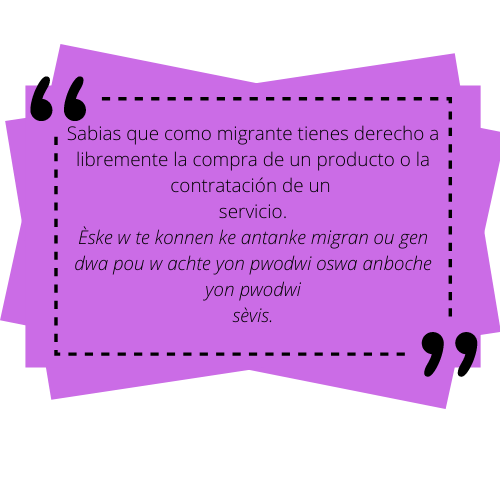 Sabias que como migrante tienes derecho a
libremente la compra de un producto o la
contratación de un
servicio.
Èske w te konnen ke antanke migran ou gen
dwa pou w achte yon pwodwi oswa anboche
yon pwodwi
sèvis.